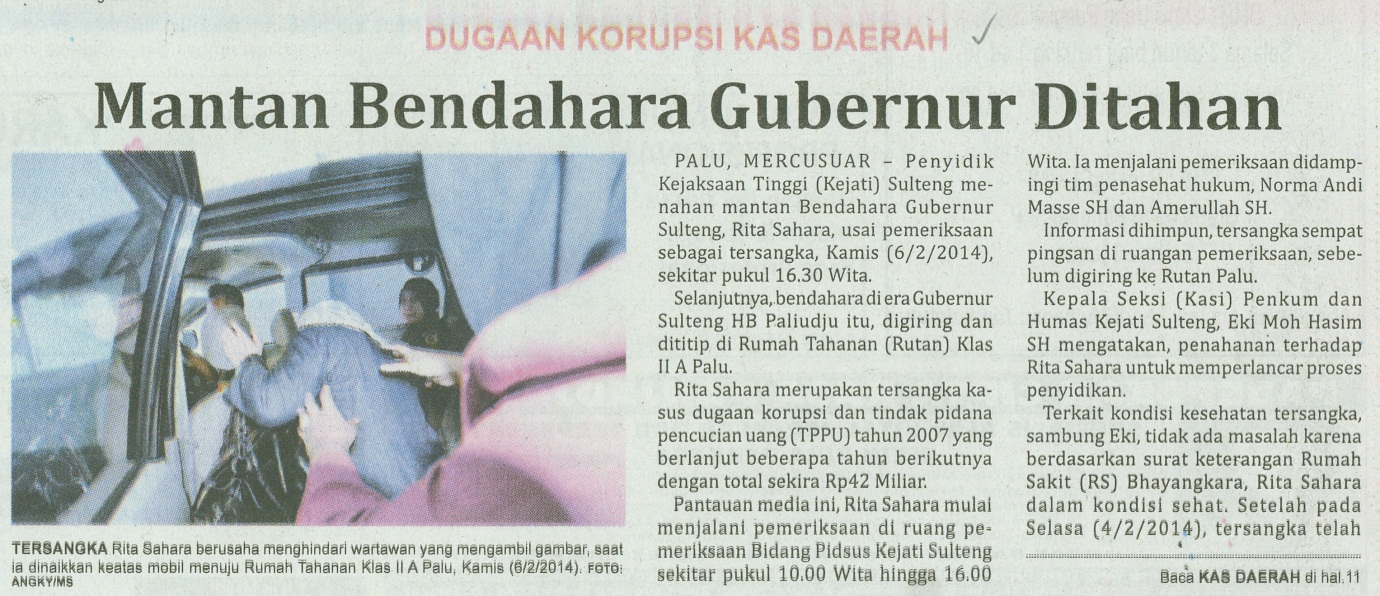 DUGAAN KORUPSI KAS DAERAH
Mantan Bendahara Gubernur Ditahan
PALU, MERCUSUAR – Penyidik
Kejaksaan Tinggi (Kejati) Sulteng me-
nahan mantan Bendahara Gubernur
Sulteng, Rita Sahara, usai pemeriksaan
sebagai tersangka, Kamis (6/2/2014),
sekitar pukul 16.30 Wita.
Selanjutnya, bendahara di era Gubernur
Sulteng HB Paliudju itu, digiring dan
dititip di Rumah Tahanan (Rutan) Klas
II A Palu.
Rita Sahara merupakan tersangka ka-
sus dugaan korupsi dan tindak pidana
pencucian uang (TPPU) tahun 2007 yang
berlanjut beberapa tahun berikutnya
dengan total sekira Rp42 Miliar.
Pantauan media ini, Rita Sahara mulai
menjalani pemeriksaan di ruang pe-
meriksaan Bidang Pidsus Kejati Sulteng
sekitar pukul 10.00 Wita hingga 16.00
Wita. Ia menjalani pemeriksaan didamp-
ingi tim penasehat hukum, Norma Andi
Masse SH dan Amerullah SH.
Informasi dihimpun, tersangka sempat
pingsan di ruangan pemeriksaan, sebe-
lum digiring ke Rutan Palu.
Kepala Seksi (Kasi) Penkum dan
Humas Kejati Sulteng, Eki Moh Hasim
SH mengatakan, penahanan terhadap
Rita Sahara untuk memperlancar proses
penyidikan.
Terkait kondisi kesehatan tersangka,
sambung Eki, tidak ada masalah karena
berdasarkan surat keterangan Rumah
Sakit (RS) Bhayangkara, Rita Sahara
dalam kondisi sehat. Setelah pada
Selasa (4/2/2014), tersangka telah
Baca KAS DAERAH di hal.11
TERSANGKA Rita Sahara berusaha menghindari wartawan yang mengambil gambar, saat
ia dinaikkan keatas mobil menuju Rumah Tahanan Klas II A Palu, Kamis (6/2/2014). FOTO:
ANGKY/MS